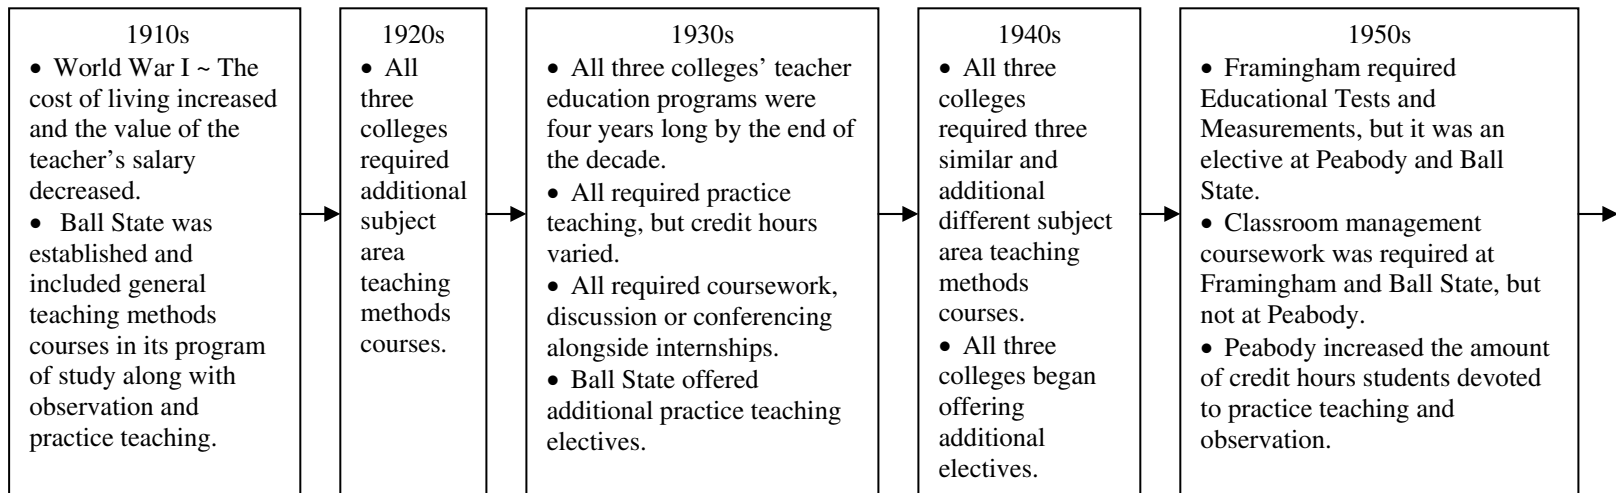 1910s
• World War I ~ The
cost of living increased
and the value of the
teacher's salary
decreased.
• Ball State was
established and
included general
teaching methods
courses in its program
of study along with
observation and
practice teaching.
1920s
• All
three
colleges
required
additional
subject
area
teaching
methods
courses.
1930s
• All three colleges' teacher
education programs were
four years long by the end of
the decade.
• All required practice
teaching, but credit hours
varied.
• All required coursework,
discussion or conferencing
alongside internships.
• Ball State offered
additional practice teaching
electives.
1940s
• All three
colleges
required three
similar and
additional
different subject
area teaching
methods
courses.
• All three
colleges began
offering
additional
electives.
1950s
• Framingham required
Educational Tests and
Measurements, but it was an
elective at Peabody and Ball
State.
• Classroom management
coursework was required at
Framingham and Ball State, but
not at Peabody.
• Peabody increased the amount
of credit hours students devoted
to practice teaching and
observation.